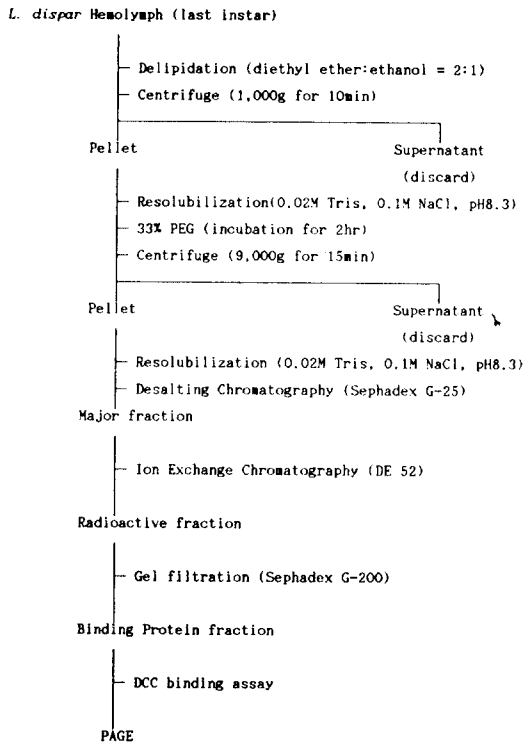 L. dispar Hemolymph (last instar)
Delipidation (diethyl ether:ethanol = 2:1)
Centrifuge (1,000g for 10min)
Pellet
Supernatant
(discard)
Resolubilization(0.02M Tris, 0.1M NaCl, pH8.3)
33% PEG (incubation for 2hr)
Centrifuge (9,000g for 15min)
Pellet
Supernatant
(discard)
Resolubilization (0.02M Tris, 0.1M NaCl, pH8.3)
Desalting Chromatography (Sephadex G-25)
Major fraction
Ion Exchange Chromatography (DE 52)
Radioactive fraction
Gel filtration (Sephadex G-200)
Binding Protein fraction
DCC binding assay
PAGE